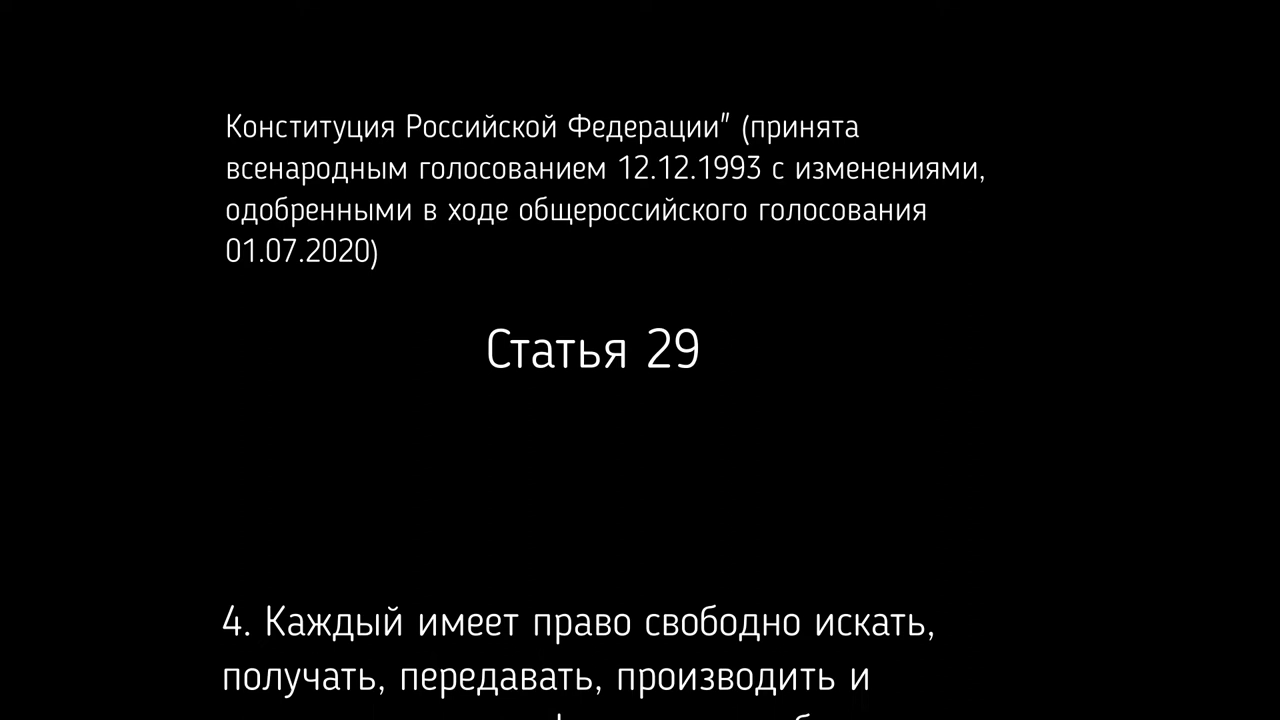 Конституция Российской Федерации" (принята
всенародным голосованием 12.12.1993 с изменениями,
одобренными в ходе общероссийского голосования
01.07.2020)
Статья 29
4. Каждый имеет право свободно искать,
получать, передавать, производить и